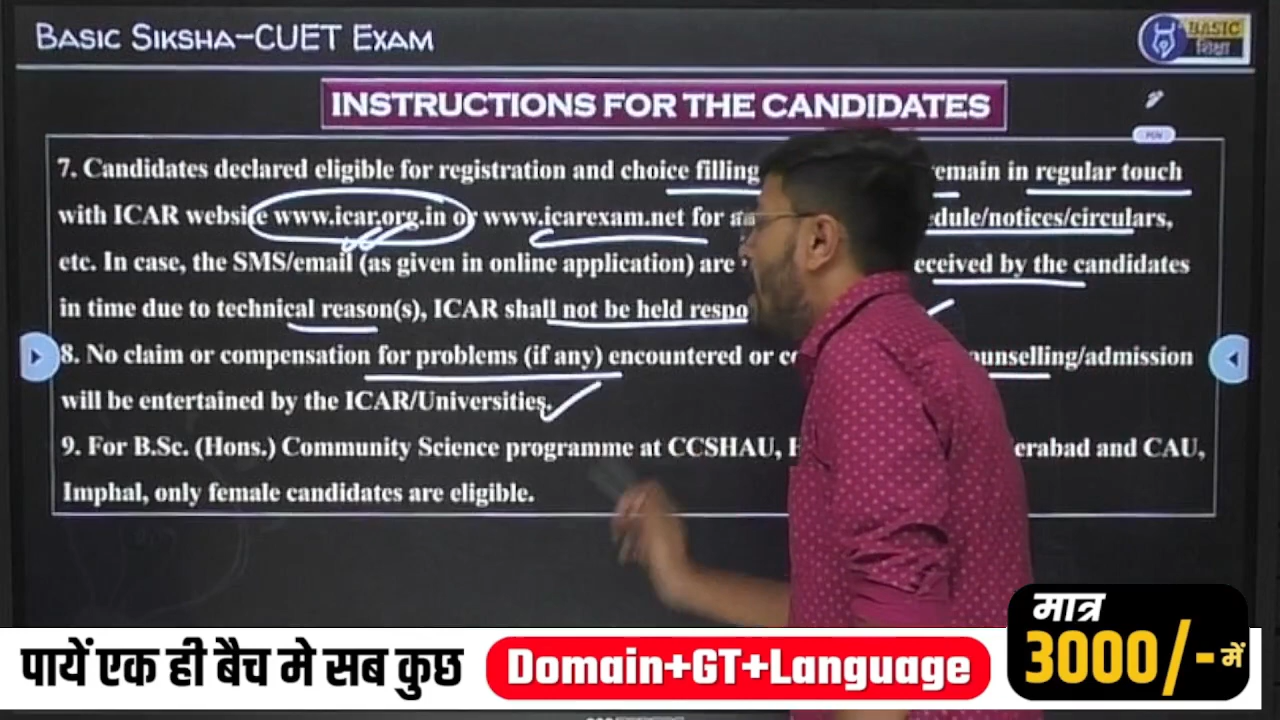 BASIC SIKSHA-CUET EXAM
BASIC
शिक्षा
INSTRUCTIONS FOR THE CANDIDATES
7. Candidates declared eligible for registration and choice filling remain in regular touch
with ICAR website www.icar.org.in or www.icarexam.net for schedule/notices/circulars,
etc. In case, the SMS/email (as given in online application) are received by the candidates
in time due to technical reason(s), ICAR shall not be held
8. No claim or compensation for problems (if any) encountered or counselling/admission
will be entertained by the ICAR/Universities.
9. For B.Sc. (Hons.) Community Science programme at CCSHAU, and CAU,
Imphal, only female candidates are eligible.
मात्र
पायें एक ही बैच मे सब कुछ Domain+GT+Language 3000/- में